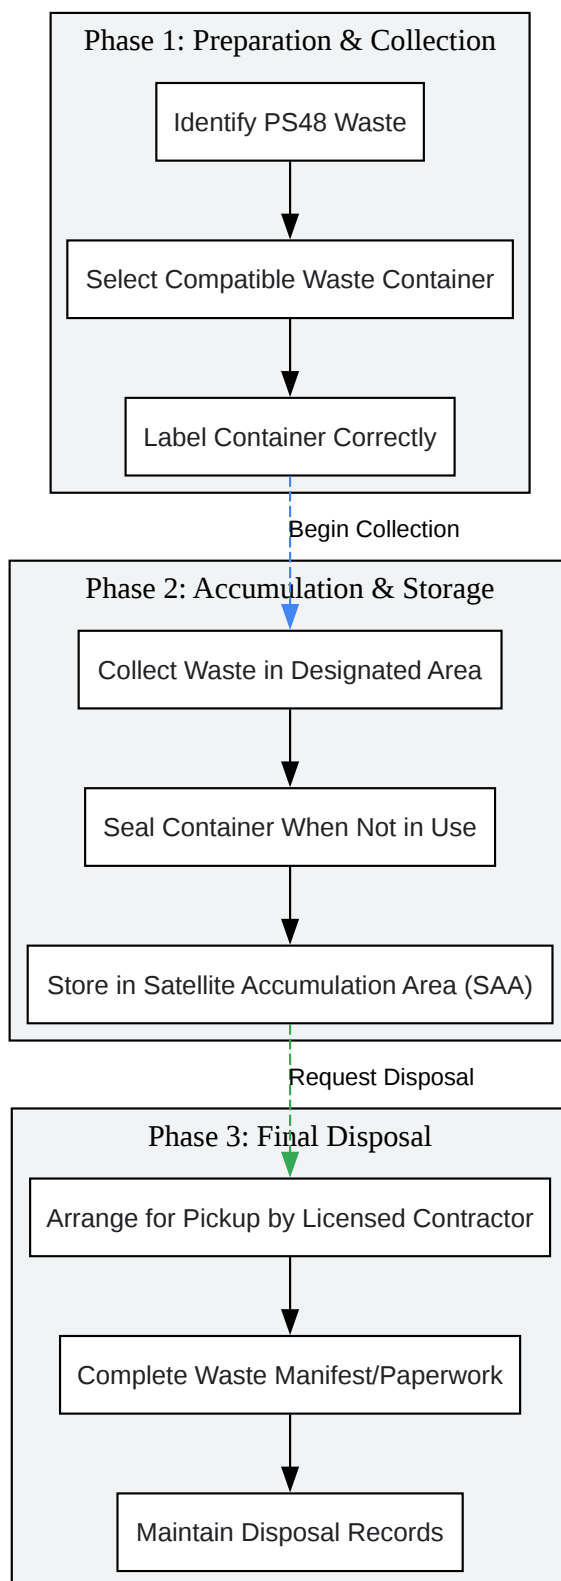 Phase 1: Preparation & Collection
Identify PS48 Waste
Select Compatible Waste Container
Label Container Correctly
Begin Collection
Phase 2: Accumulation & Storage
Collect Waste in Designated Area
Seal Container When Not in Use
Store in Satellite Accumulation Area (SAA)
Request Disposal
Phase 3: Final Disposal
Arrange for Pickup by Licensed Contractor
Complete Waste Manifest/Paperwork
Maintain Disposal Records